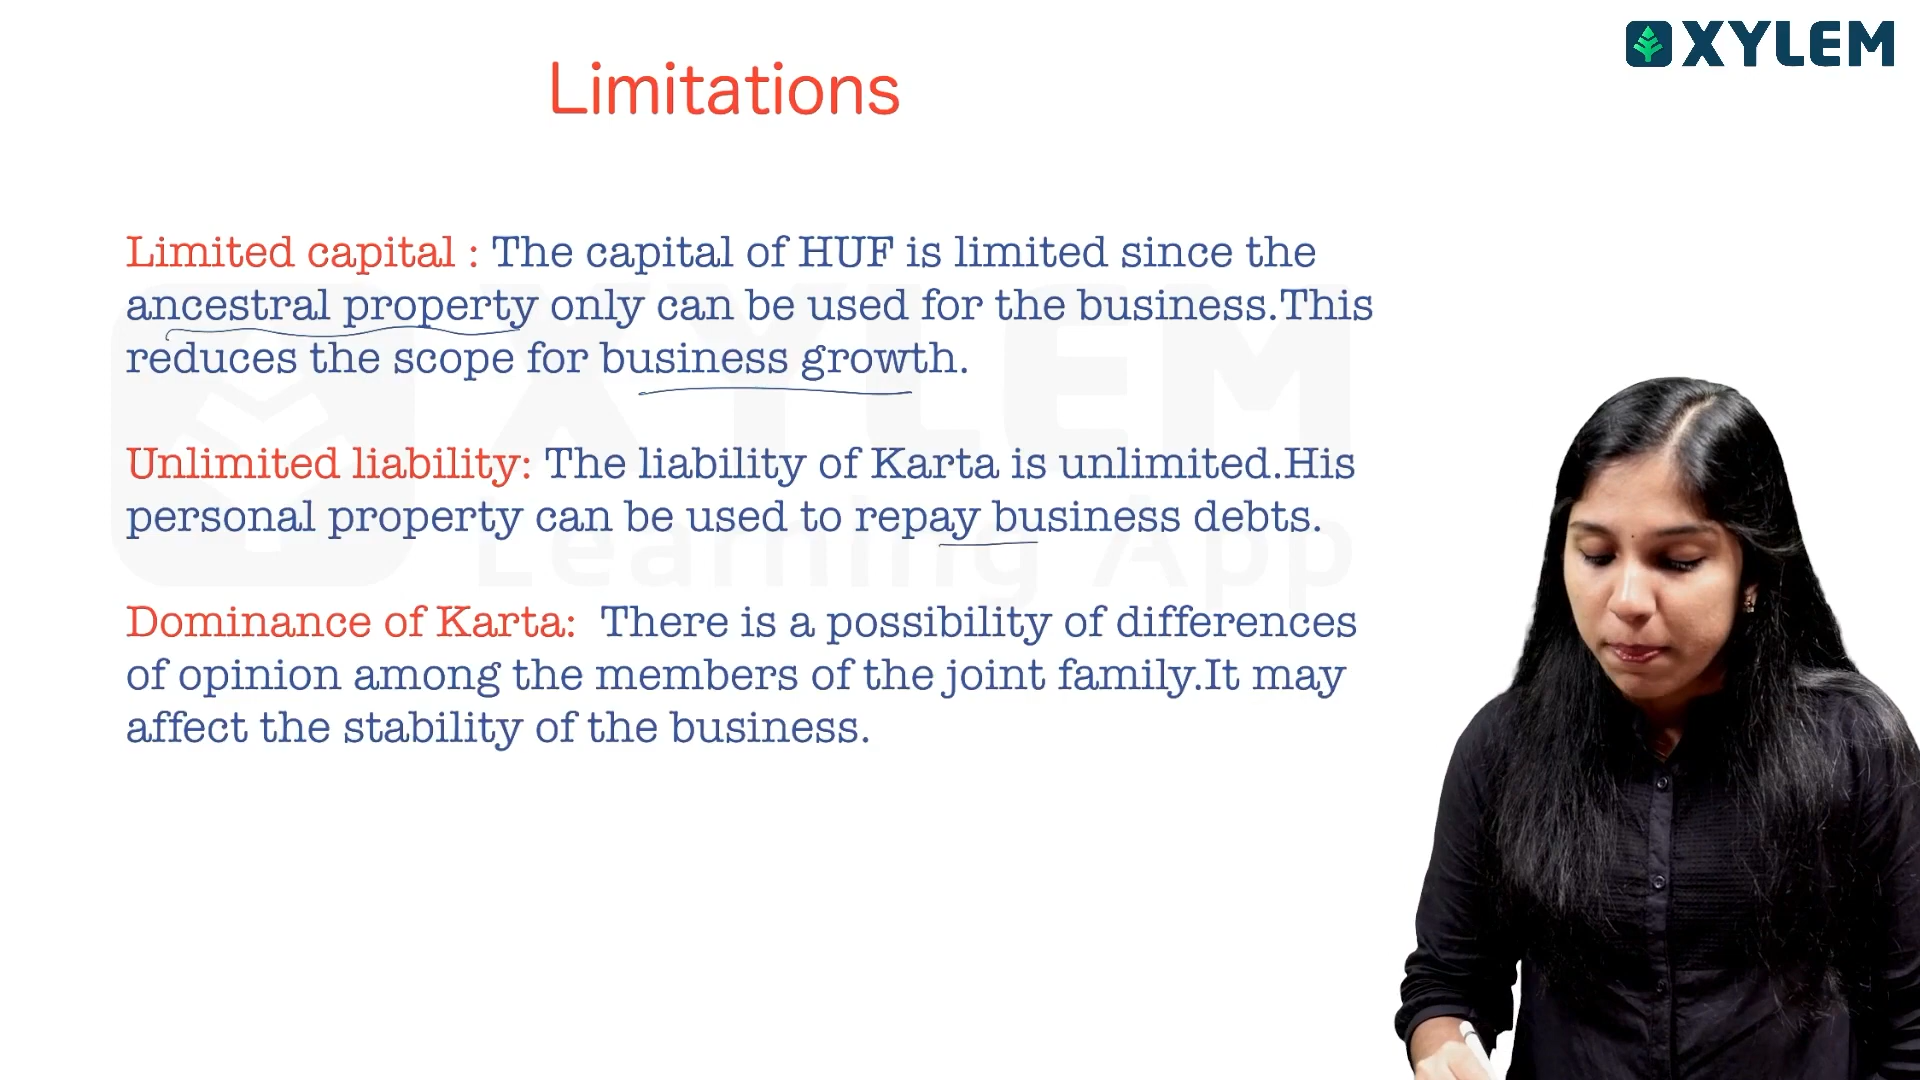 XYLEM
Limitations
Limited capital : The capital of HUF is limited since the
ancestral property only can be used for the business.This
reduces the scope for business growth.
Unlimited liability: The liability of Karta is unlimited.His
personal property can be used to repay business debts.
Dominance of Karta:  There is a possibility of differences
of opinion among the members of the joint family.It may
affect the stability of the business.
XYLEM
Learning App